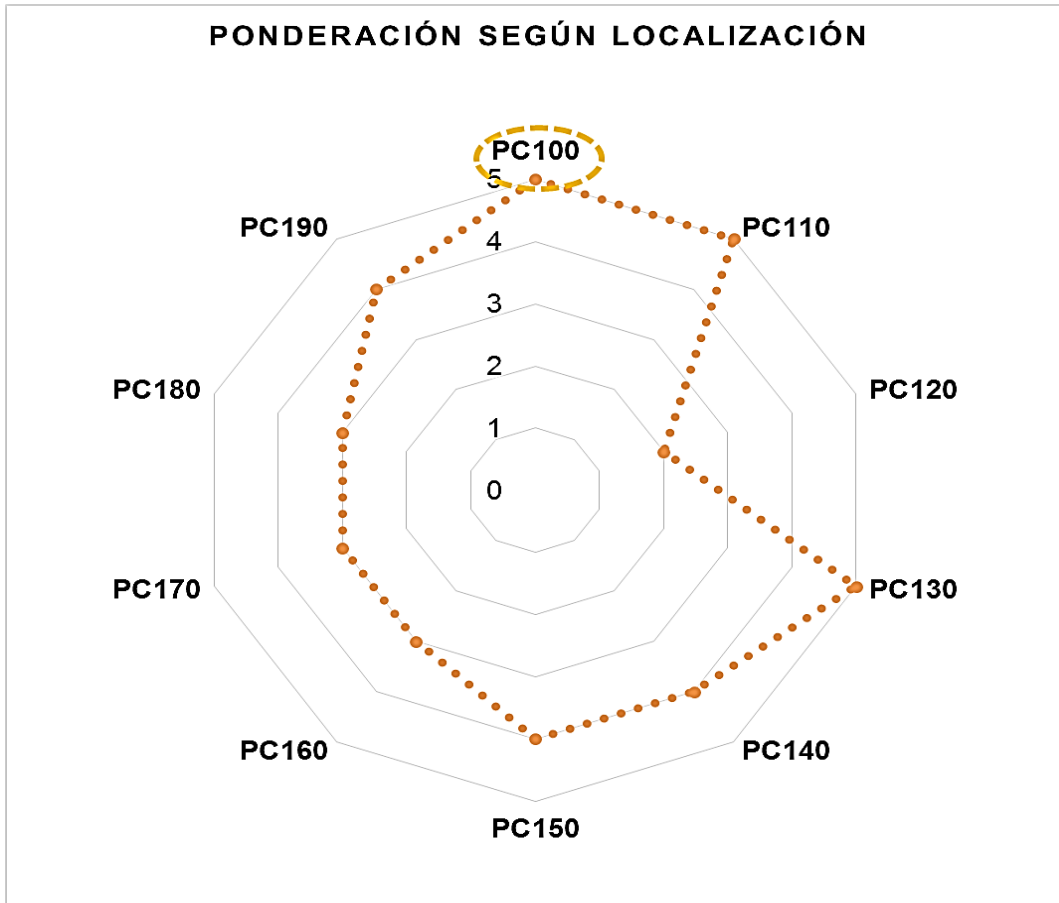 PONDERACIÓN SEGÚN LOCALIZACIÓN
PC100
5
PC190
PC110
4
3
PC180
PC120
2
1
0
PC170
PC130
PC160
PC140
PC150